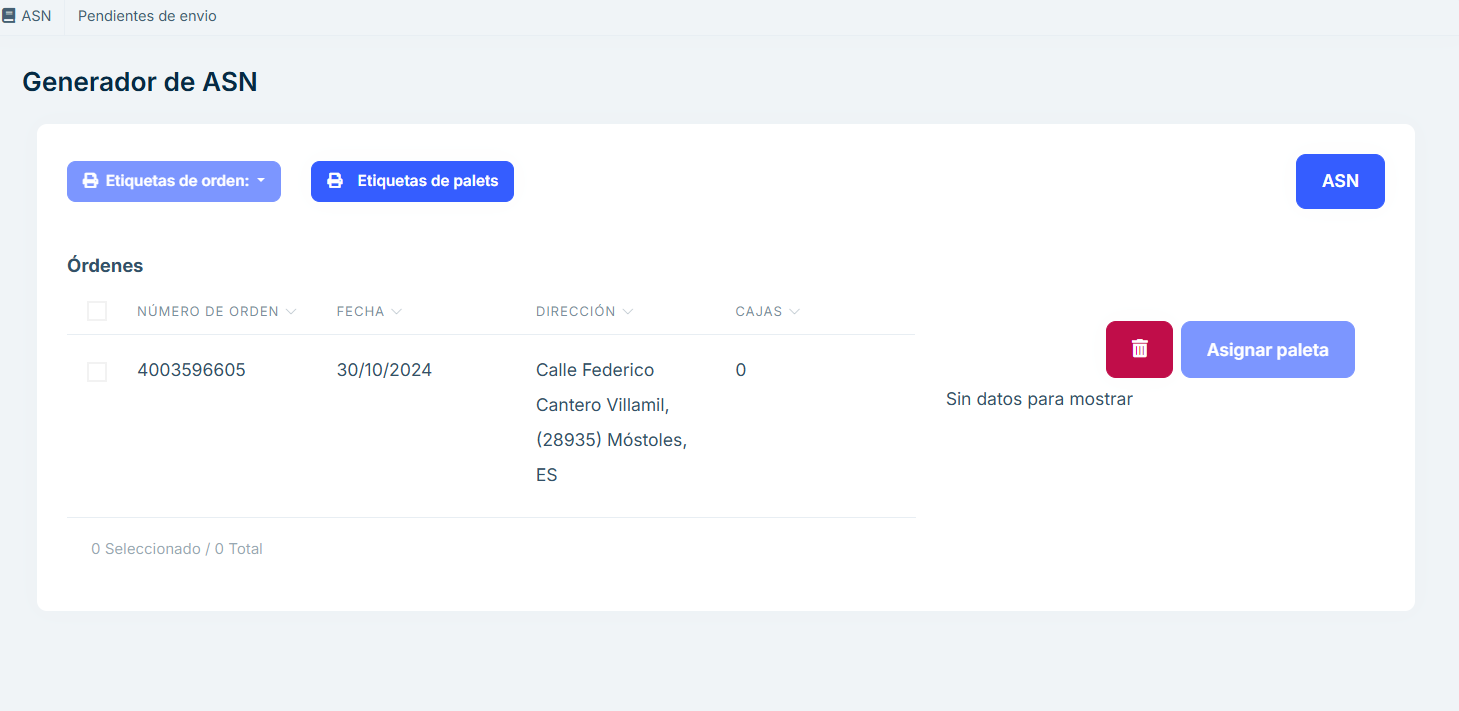 ASN Pendientes de envio
Generador de ASN
Etiquetas de orden: Etiquetas de palets ASN
Órdenes
NÚMERO DE ORDEN FECHA DIRECCIÓN CAJAS
Asignar paleta
4003596605 30/10/2024 Calle Federico 0
Sin datos para mostrar
Cantero Villamil,
(28935) Móstoles,
ES
0 Seleccionado / 0 Total